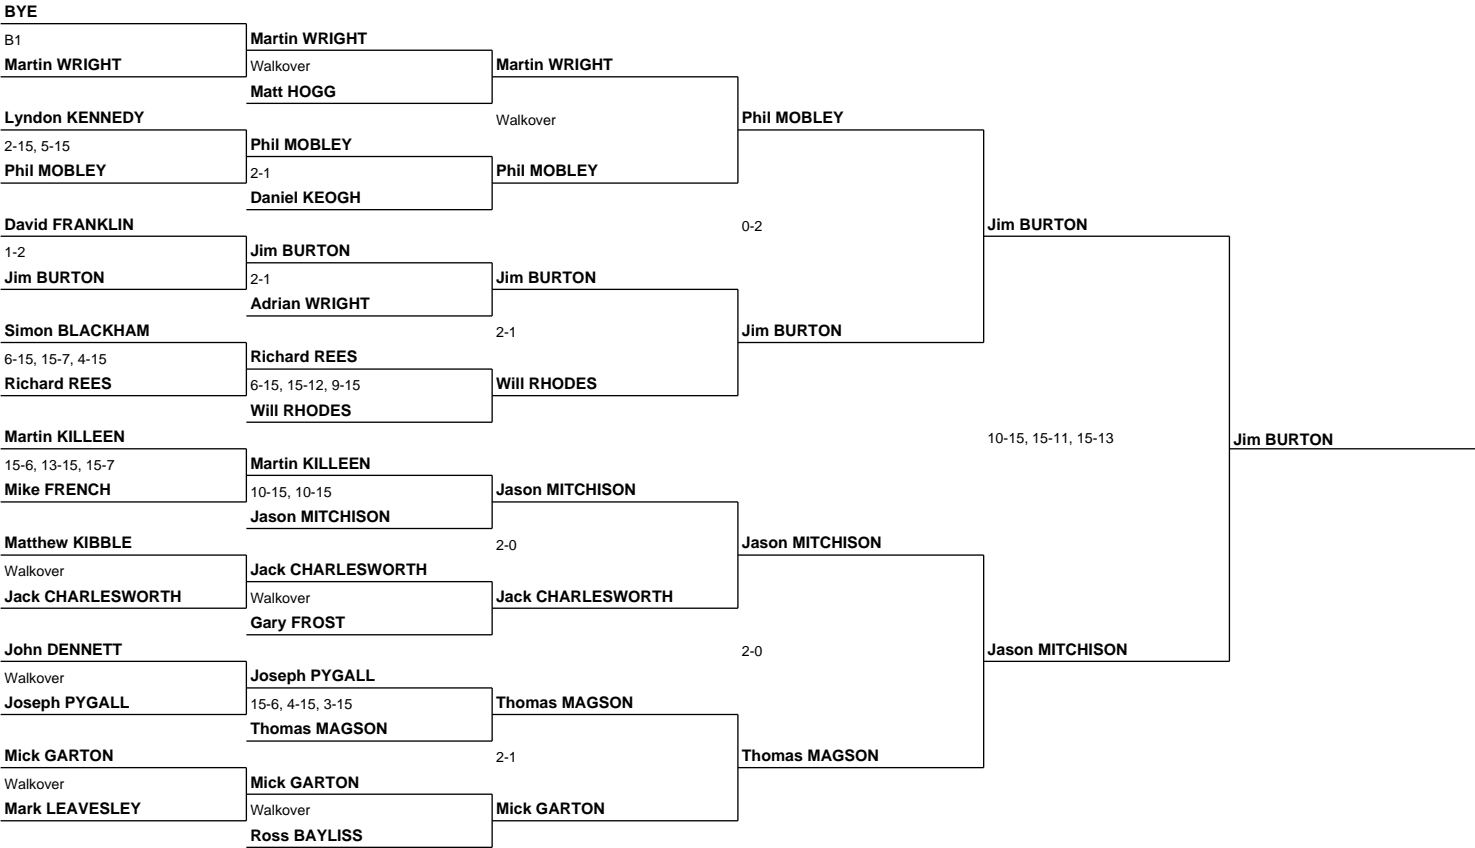 BYE
B1
Martin WRIGHT
Lyndon KENNEDY
2-15, 5-15
Phil MOBLEY
David FRANKLIN
1-2
Jim BURTON
Simon BLACKHAM
6-15, 15-7, 4-15
Richard REES
Martin KILLEEN
15-6, 13-15, 15-7
Mike FRENCH
Matthew KIBBLE
Walkover
Jack CHARLESWORTH
John DENNETT
Walkover
Joseph PYGALL
Mick GARTON
Walkover
Mark LEAVESLEY
Martin WRIGHT
Walkover
Matt HOGG
Phil MOBLEY
2-1
Daniel KEOGH
Jim BURTON
2-1
Adrian WRIGHT
Richard REES
6-15, 15-12, 9-15
Will RHODES
Martin KILLEEN
10-15, 10-15
Jason MITCHISON
Jack CHARLESWORTH
Walkover
Gary FROST
Joseph PYGALL
15-6, 4-15, 3-15
Thomas MAGSON
Mick GARTON
Walkover
Ross BAYLISS
Martin WRIGHT
Walkover
Phil MOBLEY
Jim BURTON
2-1
Will RHODES
Jason MITCHISON
2-0
Jack CHARLESWORTH
Thomas MAGSON
2-1
Mick GARTON
Phil MOBLEY
0-2
Jim BURTON
Jason MITCHISON
2-0
Thomas MAGSON
Jim BURTON
10-15, 15-11, 15-13
Jason MITCHISON
Jim BURTON